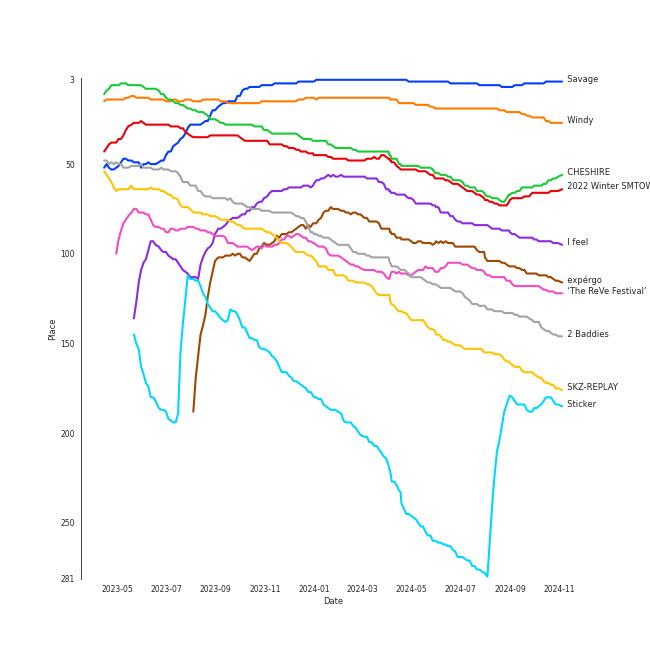 3
50
100
150
200
250
281
Place
2023-05
2023-07
2023-09
2023-11
2024-01
2024-03
2024-05
2024-07
2024-09
2024-11
Date
Savage
Windy
CHESHIRE
2022 Winter SMTOW
I feel
expérgo
'The ReVe Festival'
2 Baddies
SKZ-REPLAY
Sticker